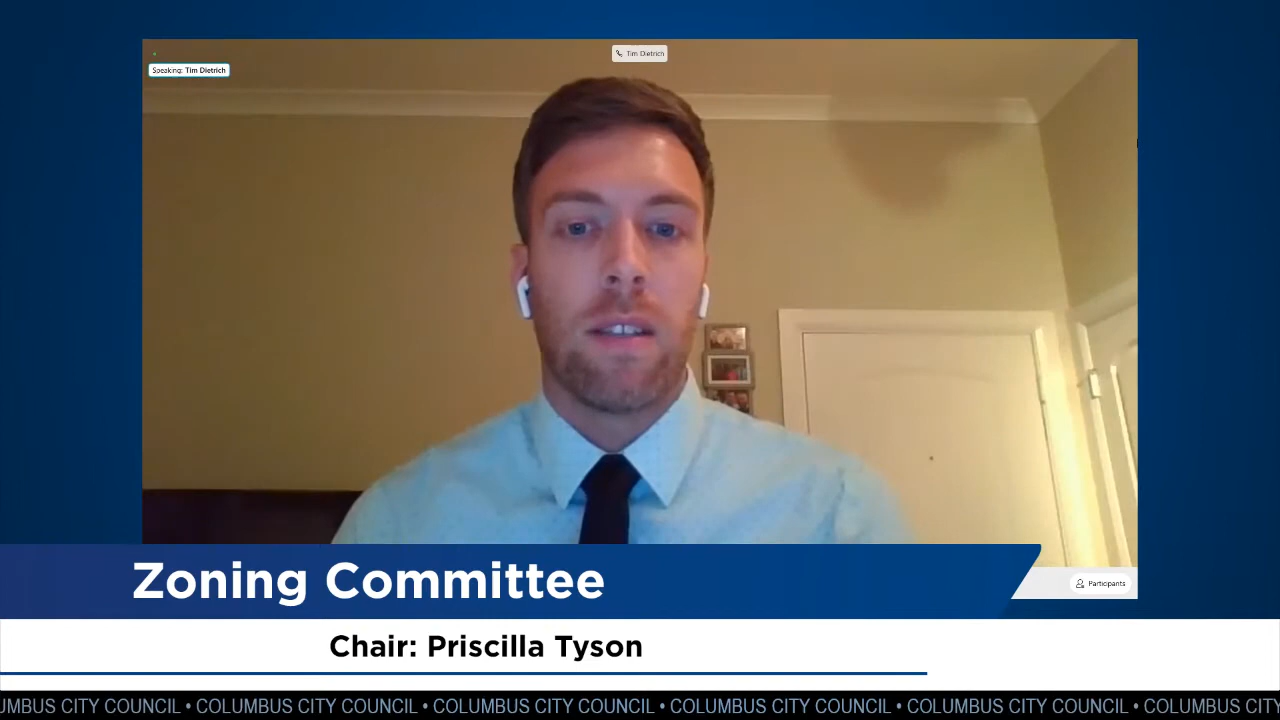 Tim Dietrich
Speaking: Tim Dietrich
Participants
Zoning Committee
Chair: Priscilla Tyson
UMBUS CITY COUNCIL • COLUMBUS CITY COUNCIL • COLUMBUS CITY COUNCIL • COLUMBUS CITY COUNCIL • COLUMBUS CITY COUNCIL • COLUMBUS CITY